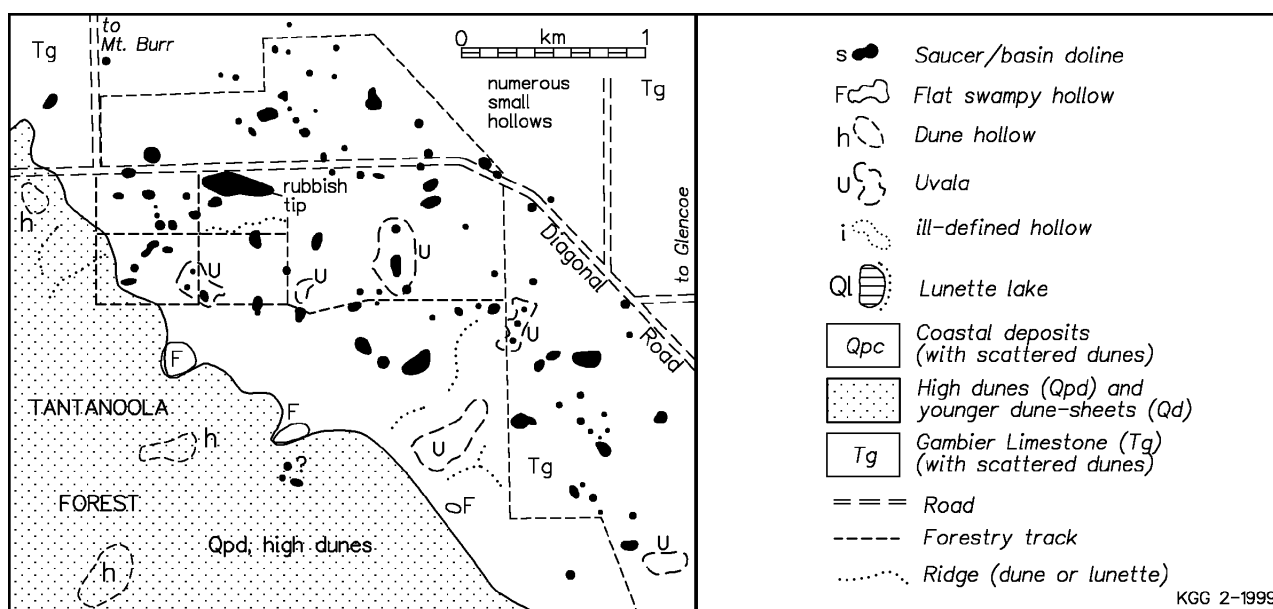 Tg
to
Mt. Burr
0 km 1
numerous
small
hollows
Tg
rubbish
tip
h
U
U
U
Diagonal
Road
to Glencoe
U
F
TANTANOOLA
h
F
?
U
Tg
F
FOREST
Qpd, high dunes
h
U
s Saucer/basin doline
F Flat swampy hollow
h Dune hollow
U Uvala
i ill-defined hollow
Ql Lunette lake
Qpc Coastal deposits
(with scattered dunes)
High dunes (Qpd) and
younger dune-sheets (Qd)
Tg Gambier Limestone (Tg)
(with scattered dunes)
Road
Forestry track
Ridge (dune or lunette)
KGG 2-1999